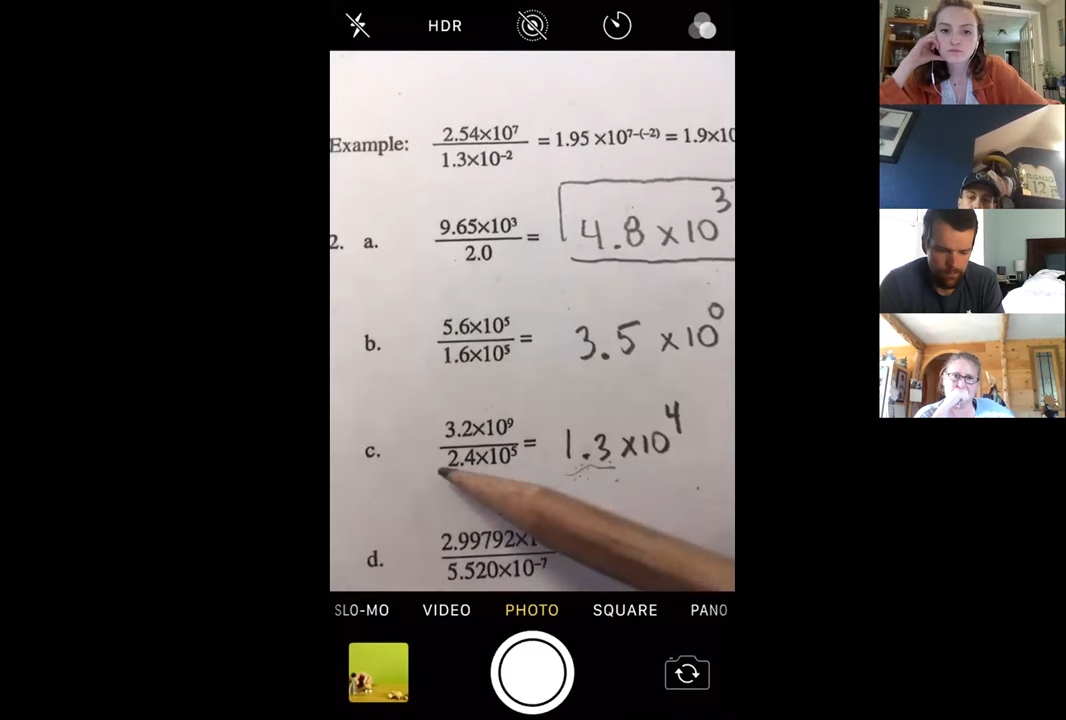 HDR
Example: 2.54×10⁷ / 1.3×10⁻² = 1.95 ×10⁷⁻⁽⁻²⁾ = 1.9×10
2. a. 9.65×10³ / 2.0 = 4.8 × 10³
b. 5.6×10⁵ / 1.6×10⁵ = 3.5 × 10⁰
c. 3.2×10⁹ / 2.4×10⁵ = 1.3 × 10⁴
d. 2.99792×1 / 5.520×10⁻⁷
SLO-MO VIDEO PHOTO SQUARE PANO
12